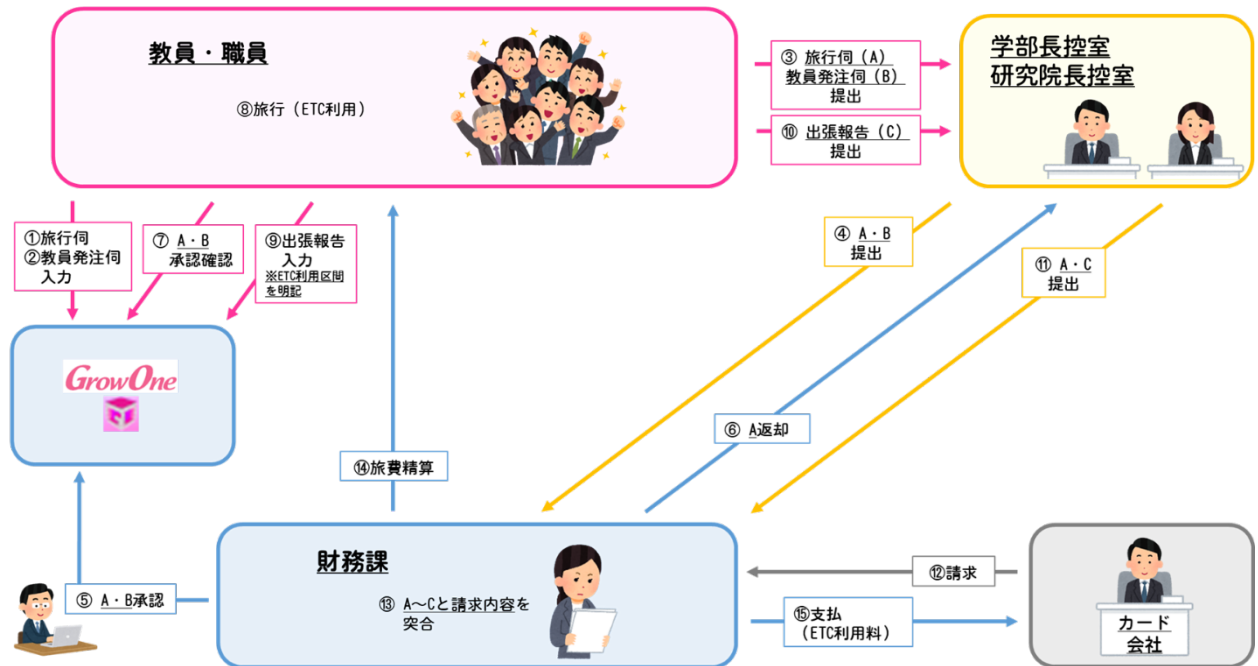 教員・職員
⑧旅行（ETC利用）
③ 旅行伺（A）
教員発注伺（B）
提出
⑩ 出張報告（C）
提出
学部長控室
研究院長控室
①旅行伺
②教員発注伺
入力
⑦ A・B
承認確認
⑨出張報告
入力
※ETC利用区間
を明記
④ A・B
提出
⑪ A・C
提出
GrowOne
⑥ A返却
⑭旅費精算
財務課
⑬ A～Cと請求内容を
突合
⑤ A・B承認
⑫請求
⑮支払
（ETC利用料）
カード
会社